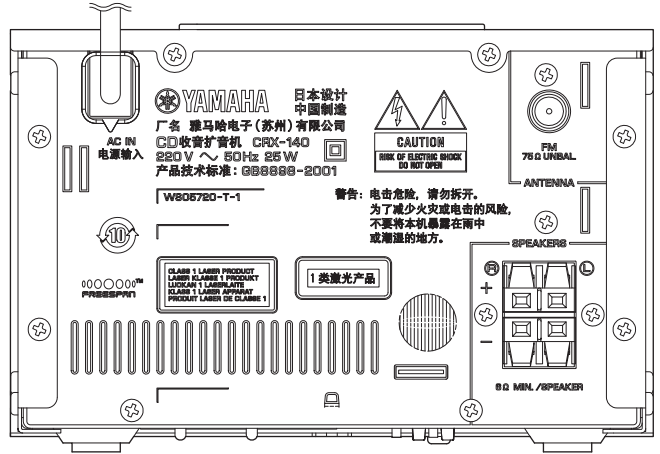 YAMAHA
日本设计
中国制造
厂名 雅马哈电子(苏州)有限公司
CD收音扩音机 CRX-140
220V ～ 50Hz 25W
产品技术标准: GB8898-2001
AC IN
电源输入
CAUTION
RISK OF ELECTRIC SHOCK
DO NOT OPEN
FM
75Ω UNBAL
ANTENNA
W805720-T-1
警告: 电击危险, 请勿拆开。
为了减少火灾或电击的风险,
不要将本机暴露在雨中
或潮湿的地方。
10
FREESPAN™
CLASS 1 LASER PRODUCT
LASER KLASSE 1 PRODUKT
LUOKAN 1 LASERLAITE
KLASS 1 LASER APPARAT
PRODUIT LASER DE CLASSE 1
1类激光产品
SPEAKERS
R L
+
−
6Ω MIN. /SPEAKER